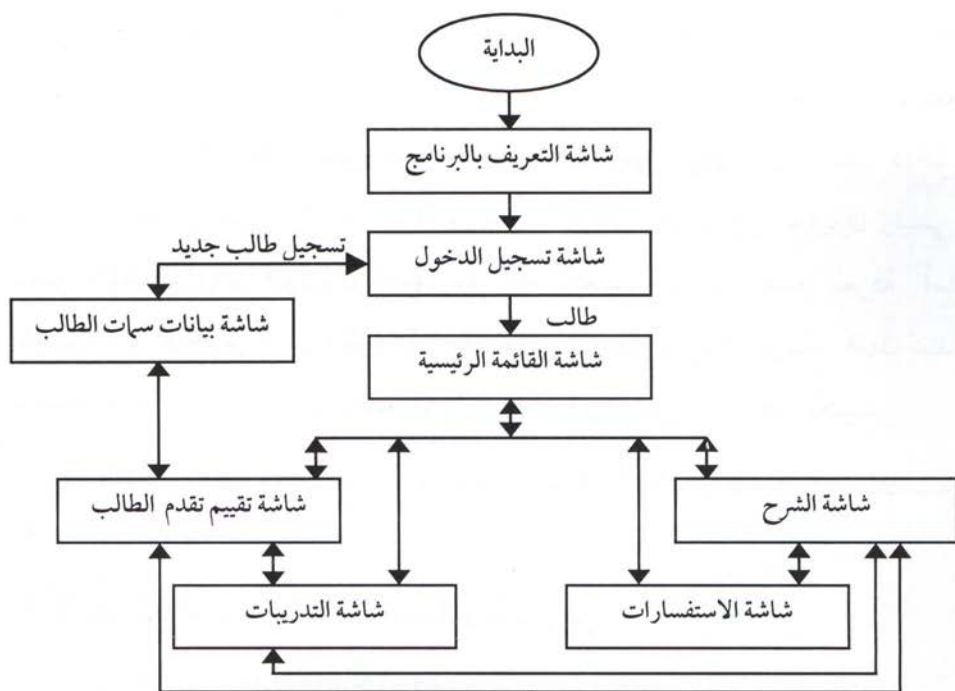 البداية
شاشة التعريف بالبرنامج
شاشة تسجيل الدخول
تسجيل طالب جديد
شاشة بيانات سمات الطالب
طالب
شاشة القائمة الرئيسية
شاشة الشرح
شاشة تقييم تقدم الطالب
شاشة الاستفسارات
شاشة التدريبات